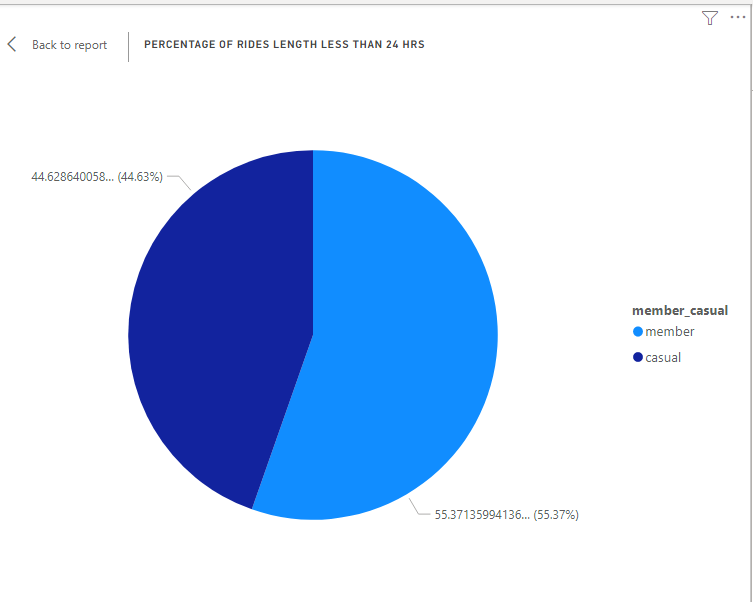 Back to report
PERCENTAGE OF RIDES LENGTH LESS THAN 24 HRS
44.628640058... (44.63%)
member_casual
member
casual
55.37135994136... (55.37%)